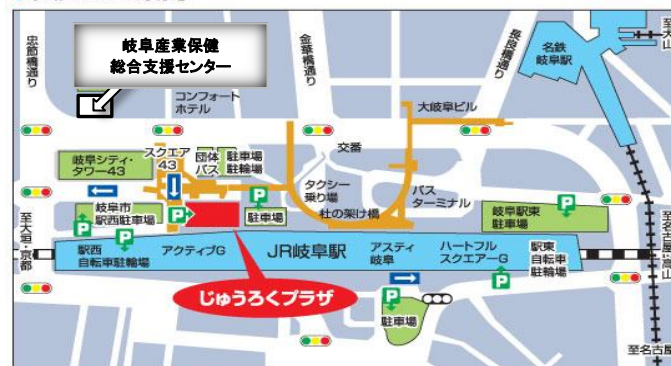 忠節橋通り
岐阜産業保健
総合支援センター
金華橋通り
長良橋通り
名鉄
岐阜駅
至犬山
コンフォート
ホテル
大岐阜ビル
交番
岐阜シティ・
タワー43
スクエア
43
団体
バス
駐車場
駐輪場
タクシー
乗り場
バス
ターミナル
岐阜市
駅西駐車場
P
P
P
駐車場
杜の架け橋
岐阜駅東
駐車場
P
至大垣・京都
駅西
自転車駐輪場
P
アクティブG
JR岐阜駅
アスティ
岐阜
ハートフル
スクエアーG
駅東
自転車
駐輪場
P
じゅうろくプラザ
P
駐車場
至名古屋